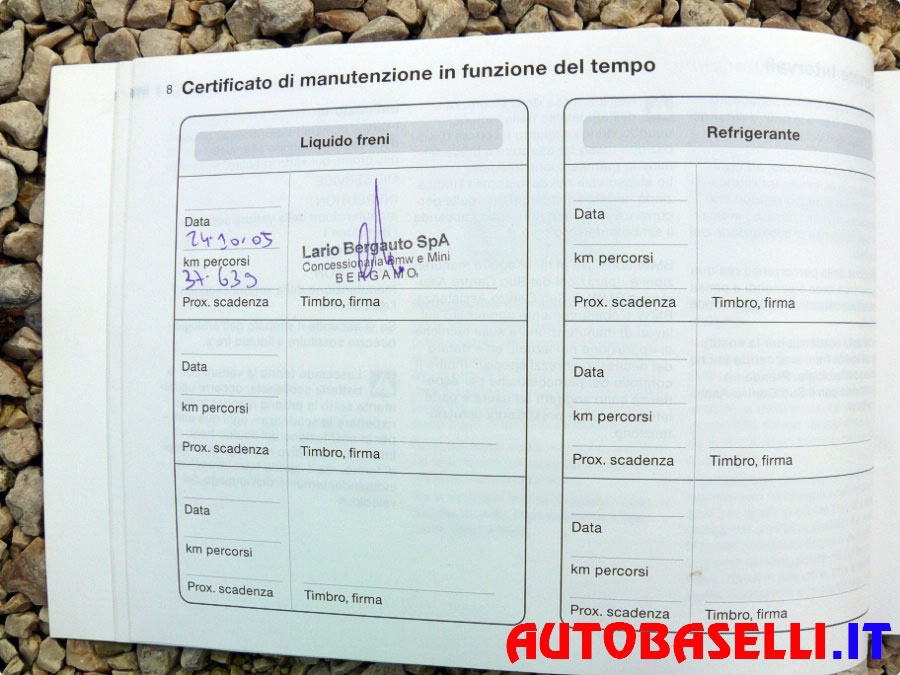 8 Certificato di manutenzione in funzione del tempo
Liquido freni
Data
24·10·05
km percorsi
37·639
Prox. scadenza
Lario Bergauto SpA
Concessionaria Bmw e Mini
BERGAMO
Timbro, firma
Data
km percorsi
Prox. scadenza
Timbro, firma
Data
km percorsi
Prox. scadenza
Timbro, firma
Refrigerante
Data
km percorsi
Prox. scadenza
Timbro, firma
Data
km percorsi
Prox. scadenza
Timbro, firma
Data
km percorsi
Prox. scadenza
Timbro, firma
AUTOBASELLI.IT